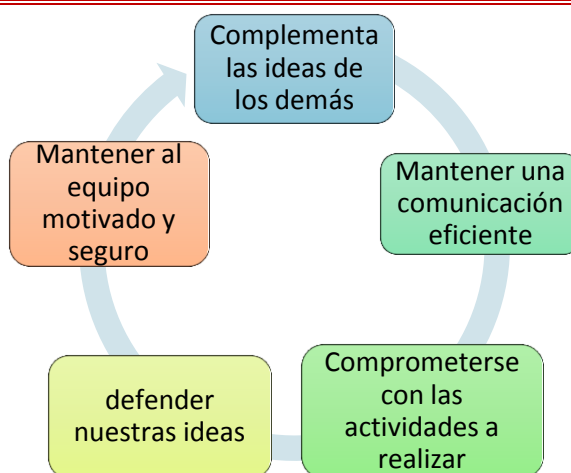 Complementa
las ideas de
los demás
Mantener una
comunicación
eficiente
Comprometerse
con las
actividades a
realizar
defender
nuestras ideas
Mantener al
equipo
motivado y
seguro